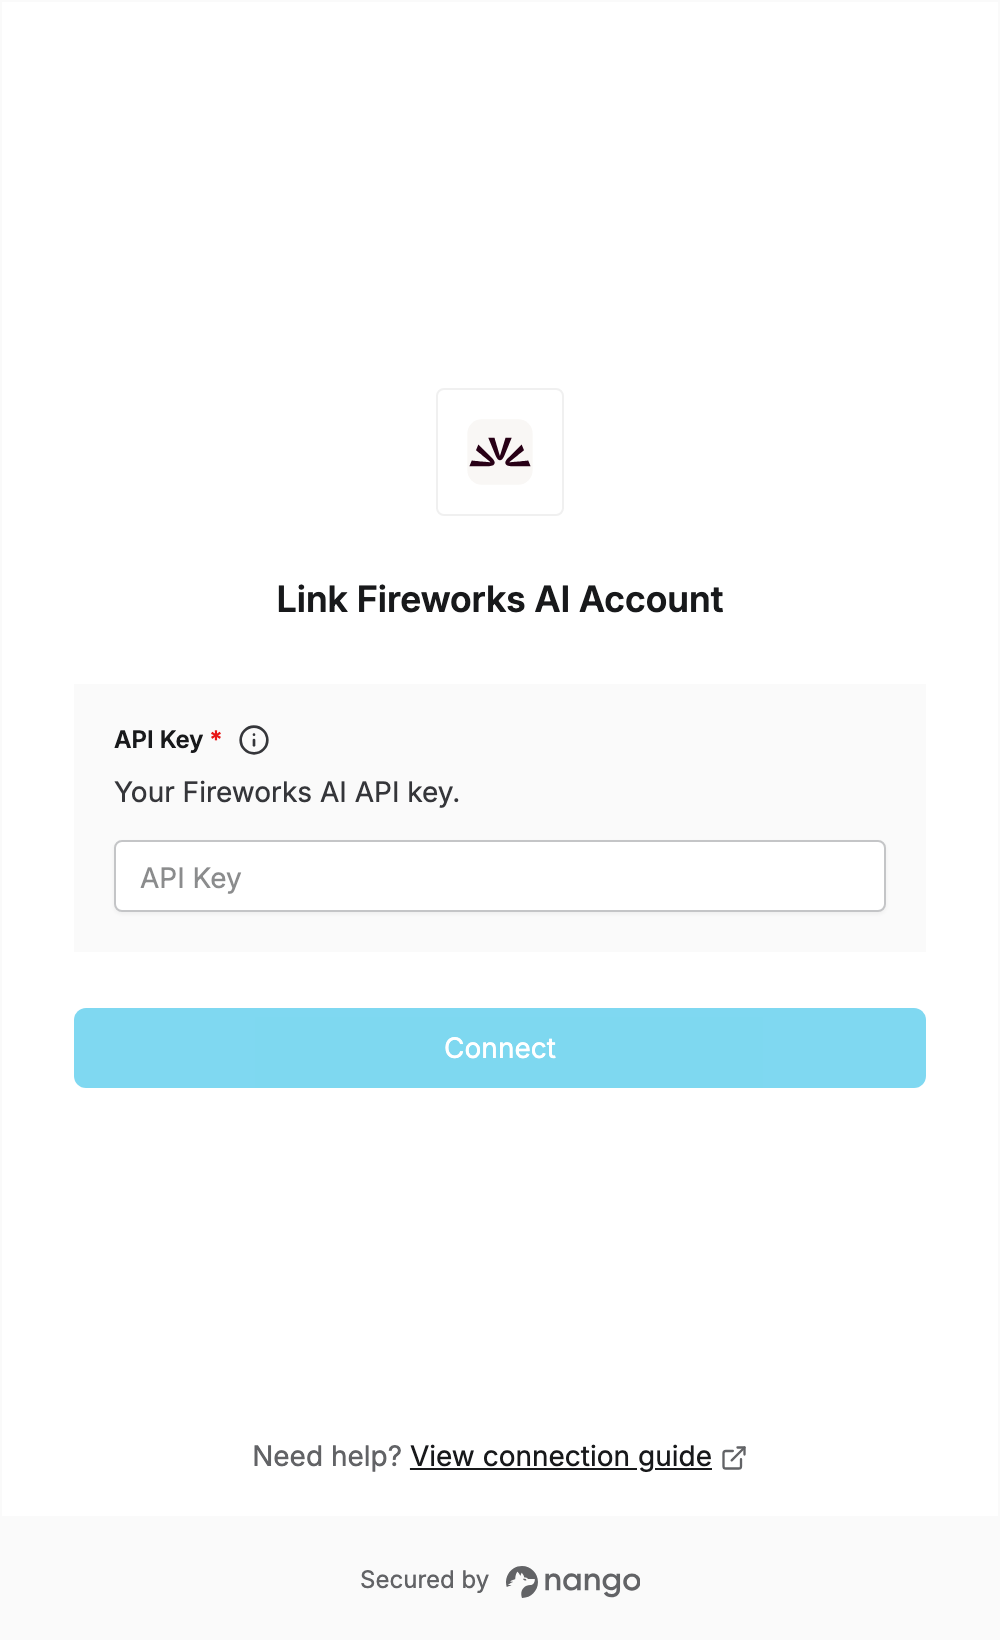 Link Fireworks AI Account
API Key *
Your Fireworks AI API key.
API Key
Connect
Need help? View connection guide
Secured by nango